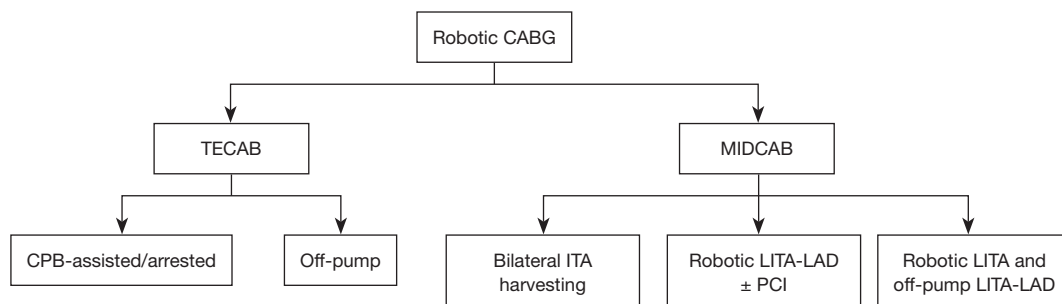 Robotic CABG
TECAB
MIDCAB
CPB-assisted/arrested
Off-pump
Bilateral ITA
harvesting
Robotic LITA-LAD
± PCI
Robotic LITA and
off-pump LITA-LAD